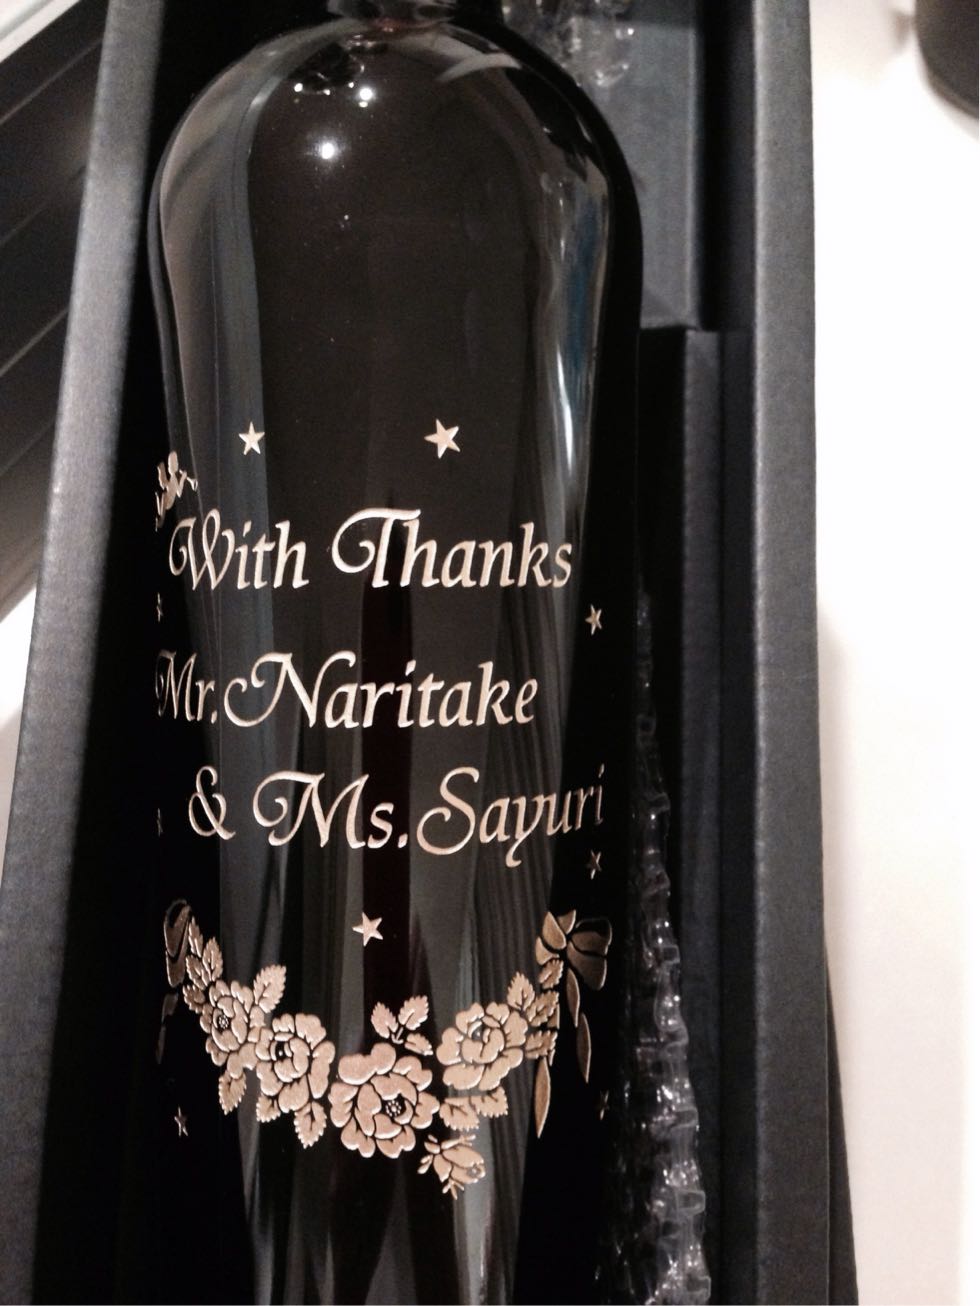 With Thanks
Mr. Naritake
& Ms. Sayuri